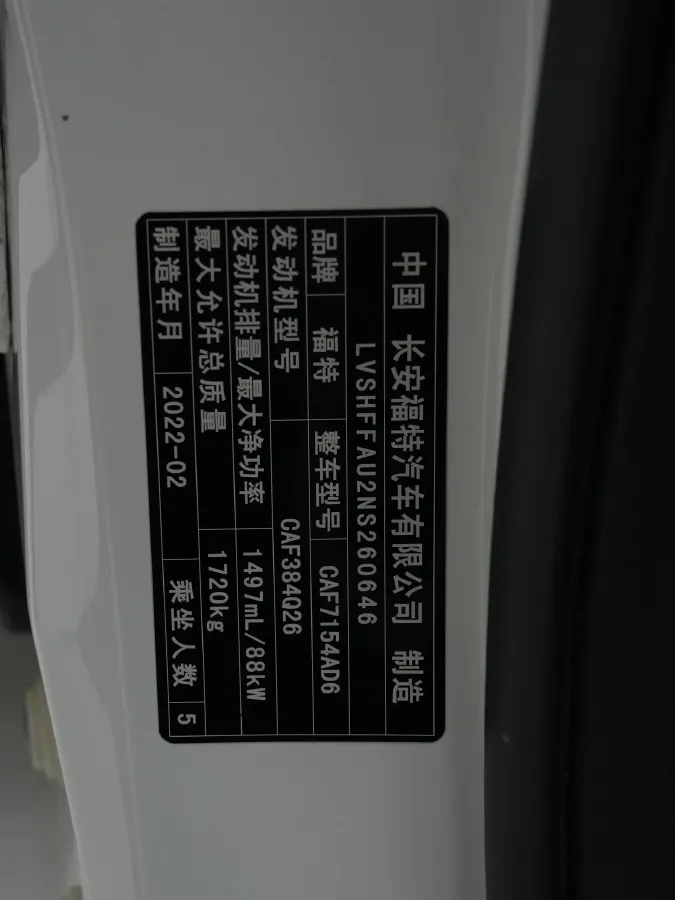 中国 长安福特汽车有限公司 制造
LVSHFFAU2NS260646
品牌 福特 整车型号 CAF7154AD6
发动机型号 CAF384Q26
发动机排量/最大净功率 1497mL/88kW
最大允许总质量 1720kg
制造年月 2022-02 乘坐人数 5